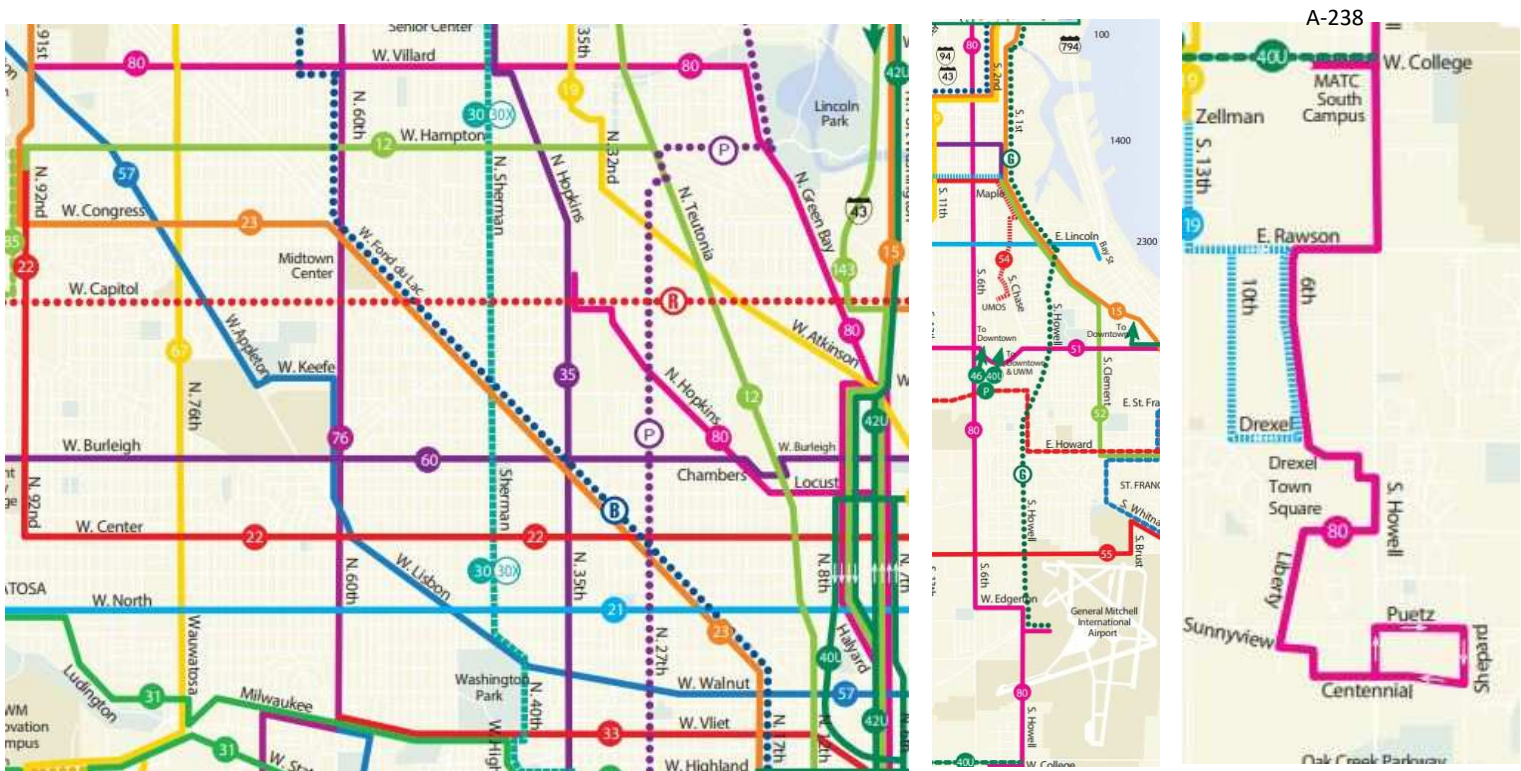 A-238
Senior Center
N. 91st
80
W. Villard
80
35th
19
42U
N. 60th
30
30X
Lincoln
Park
W. Hampton
12
N. 32nd
P
57
N. Sherman
N. Hopkins
N. 92nd
W. Congress
23
N. Teutonia
N. Green Bay
43
35
22
Midtown
Center
W. Fond du Lac
143
15
W. Capitol
R
W. Appleton
67
W. Keefe
W. Atkinson
80
35
N. Hopkins
12
N. 76th
42U
76
P
80
W. Burleigh
60
W. Burleigh
Chambers
Locust
Sherman
N. 92nd
B
W. Center
22
22
N. 60th
W. Lisbon
30
30X
N. 35th
N. 8th
N. 7th
W. North
21
Wauwatosa
23
N. 27th
Halyard
40U
Ludington
31
Milwaukee
Washington
Park
N. 40th
W. Walnut
57
42U
W. Vliet
33
N. 17th
N. 12th
31
W. Highland
80
94
43
S. 2nd
794
100
S. 1st
1400
G
Maple
S. 11th
E. Lincoln
Bay St
2300
54
S. 6th
S. Chase
UMOS
S. Howell
15
To
Downtown
To
Downtown
& UWM
To
Downtown
51
46
40U
P
S. Clement
52
E. St. Fra
80
E. Howard
G
ST. FRANC
S. Whitna
S. Howell
55
S. Brust
S. 6th
W. Edgerton
General Mitchell
International
Airport
80
S. Howell
40U
W. College
40U
W. College
MATC
South
Campus
19
Zellman
S. 13th
19
E. Rawson
10th
6th
Drexel
Drexel
Town
Square
S. Howell
80
Liberty
Puetz
Sunnyview
Shepard
Centennial
Oak Creek Parkway